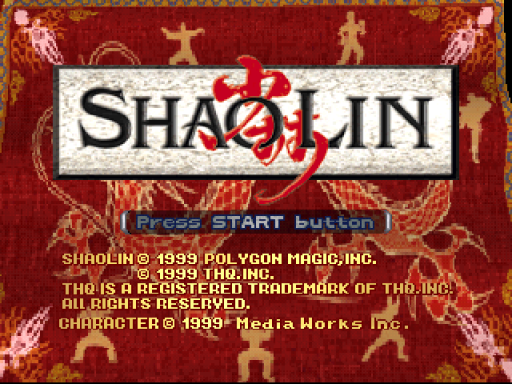 SHAOLIN
[ Press START button ]
SHAOLIN © 1999 POLYGON MAGIC,INC.
© 1999 THQ.INC.
THQ IS A REGISTERED TRADEMARK OF THQ.INC.
ALL RIGHTS RESERVED.
CHARACTER © 1999 Media Works Inc.